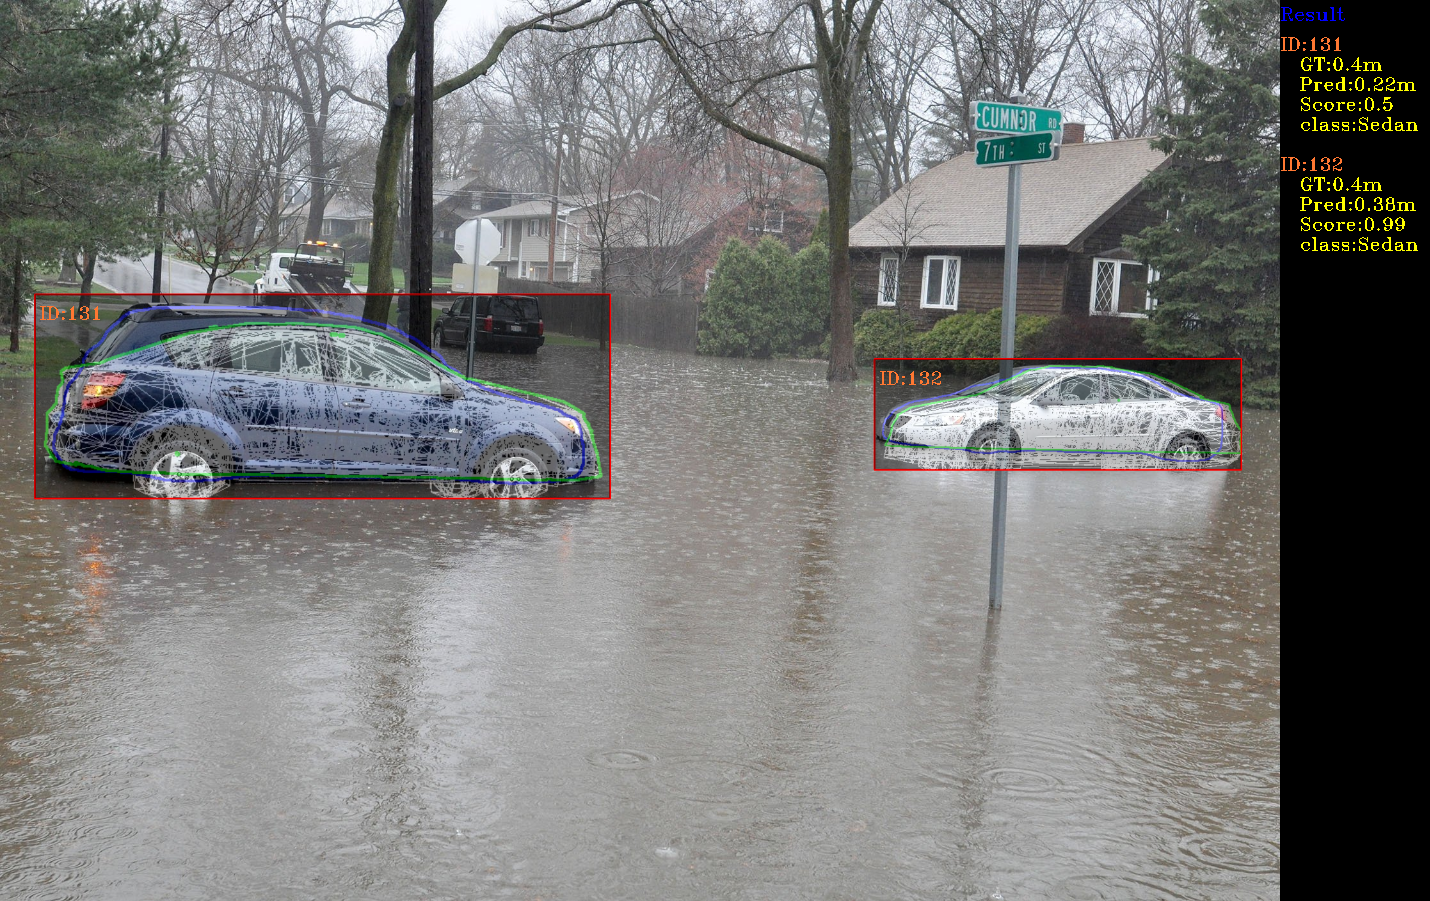 Result
ID:131
GT:0.4m
Pred:0.22m
Score:0.5
class:Sedan
ID:132
GT:0.4m
Pred:0.38m
Score:0.99
class:Sedan
CUMNOR RD
7TH ST
ID:131
ID:132